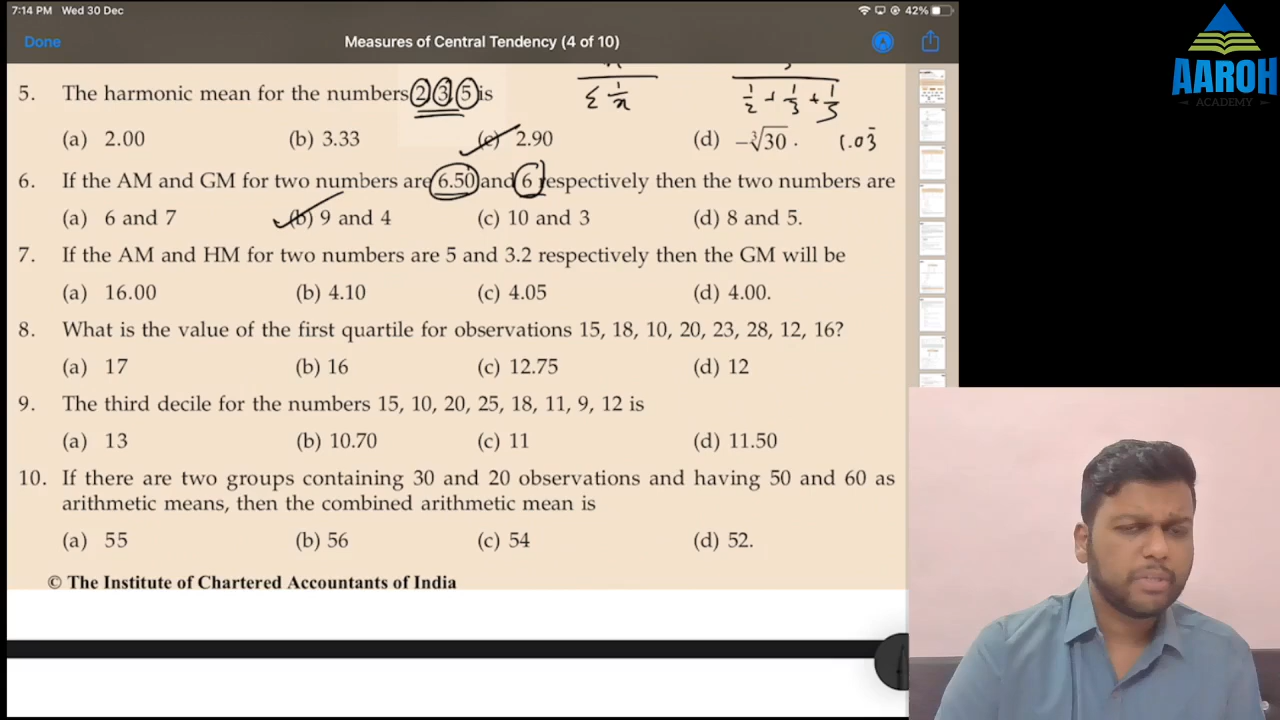 7:14 PM Wed 30 Dec
42%
Done
Measures of Central Tendency (4 of 10)
AAROH
ACADEMY
Σ 1/x
1/2 + 1/3 + 1/5
5. The harmonic mean for the numbers 2, 3, 5 is
(a) 2.00 (b) 3.33 (c) 2.90 (d) –∛30 .
1.03
6. If the AM and GM for two numbers are 6.50 and 6 respectively then the two numbers are
(a) 6 and 7 (b) 9 and 4 (c) 10 and 3 (d) 8 and 5.
7. If the AM and HM for two numbers are 5 and 3.2 respectively then the GM will be
(a) 16.00 (b) 4.10 (c) 4.05 (d) 4.00.
8. What is the value of the first quartile for observations 15, 18, 10, 20, 23, 28, 12, 16?
(a) 17 (b) 16 (c) 12.75 (d) 12
9. The third decile for the numbers 15, 10, 20, 25, 18, 11, 9, 12 is
(a) 13 (b) 10.70 (c) 11 (d) 11.50
10. If there are two groups containing 30 and 20 observations and having 50 and 60 as
arithmetic means, then the combined arithmetic mean is
(a) 55 (b) 56 (c) 54 (d) 52.
© The Institute of Chartered Accountants of India